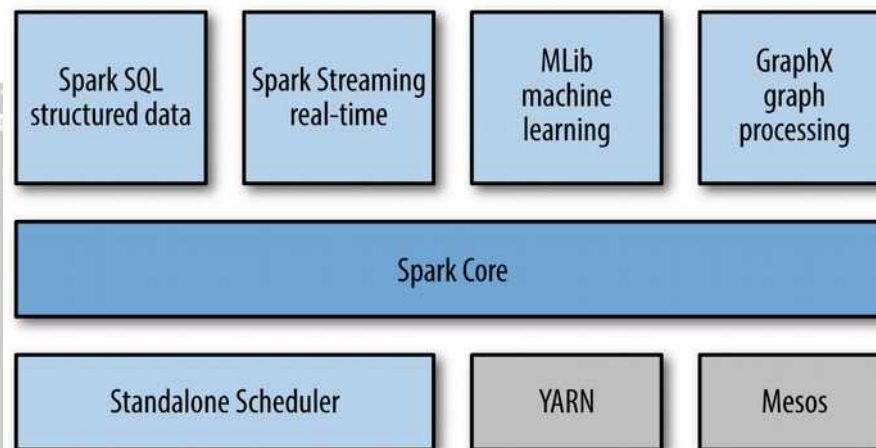 Spark SQL
structured data
Spark Streaming
real-time
MLib
machine
learning
GraphX
graph
processing
Spark Core
Standalone Scheduler
YARN
Mesos